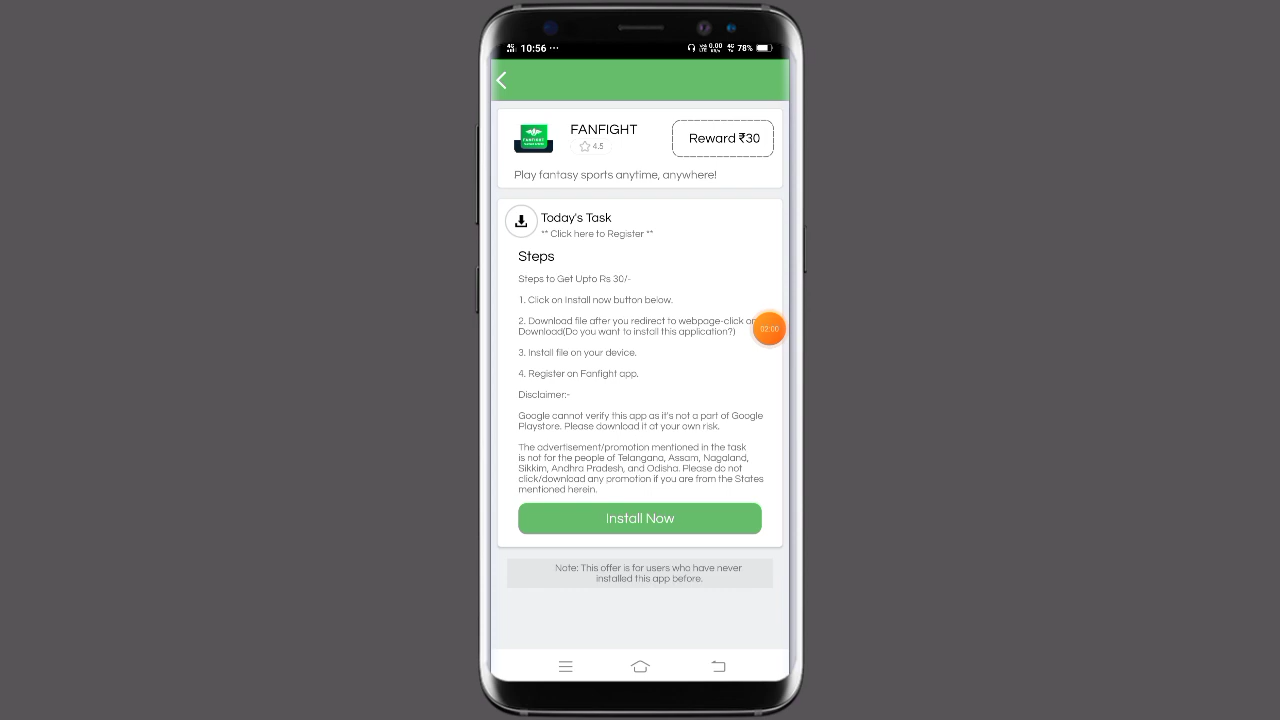 10:56 ··· 0.00 78%
FANFIGHT
4.5
Reward ₹30
FANFIGHT
Play fantasy sports anytime, anywhere!
Today's Task
** Click here to Register **
Steps
Steps to Get Upto Rs 30/-
1. Click on Install now button below.
2. Download file after you redirect to webpage-click on
Download(Do you want to install this application?)
02:00
3. Install file on your device.
4. Register on Fanfight app.
Disclaimer:-
Google cannot verify this app as it's not a part of Google
Playstore. Please download it at your own risk.
The advertisement/promotion mentioned in the task
is not for the people of Telangana, Assam, Nagaland,
Sikkim, Andhra Pradesh, and Odisha. Please do not
click/download any promotion if you are from the States
mentioned herein.
Install Now
Note: This offer is for users who have never
installed this app before.